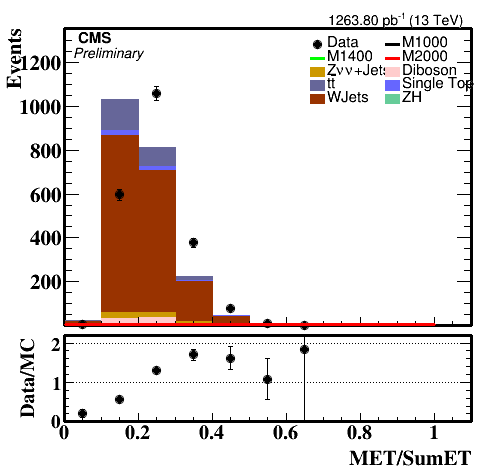 1263.80 pb⁻¹ (13 TeV)
CMS
Preliminary
Data
M1000
M1400
M2000
Zνν+Jets
Diboson
tt
Single Top
WJets
ZH
Events
1200
1000
800
600
400
200
Data/MC
2
1
0
0 0.2 0.4 0.6 0.8 1
MET/SumET